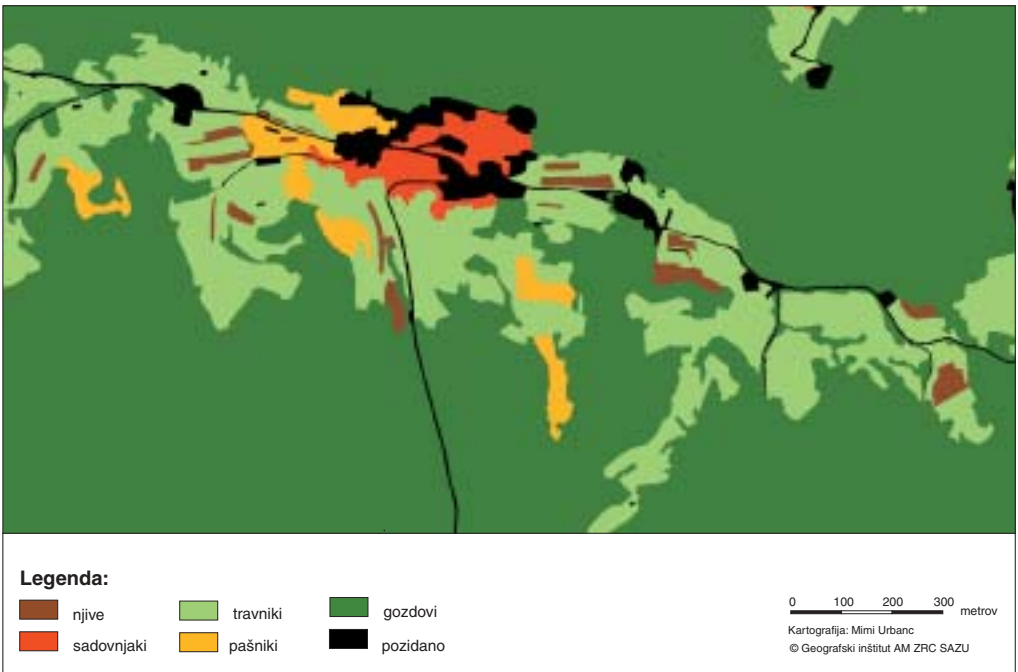 Legenda:
njive
travniki
gozdovi
sadovnjaki
pašniki
pozidano
0 100 200 300 metrov
Kartografija: Mimi Urbanc
© Geografski inštitut AM ZRC SAZU